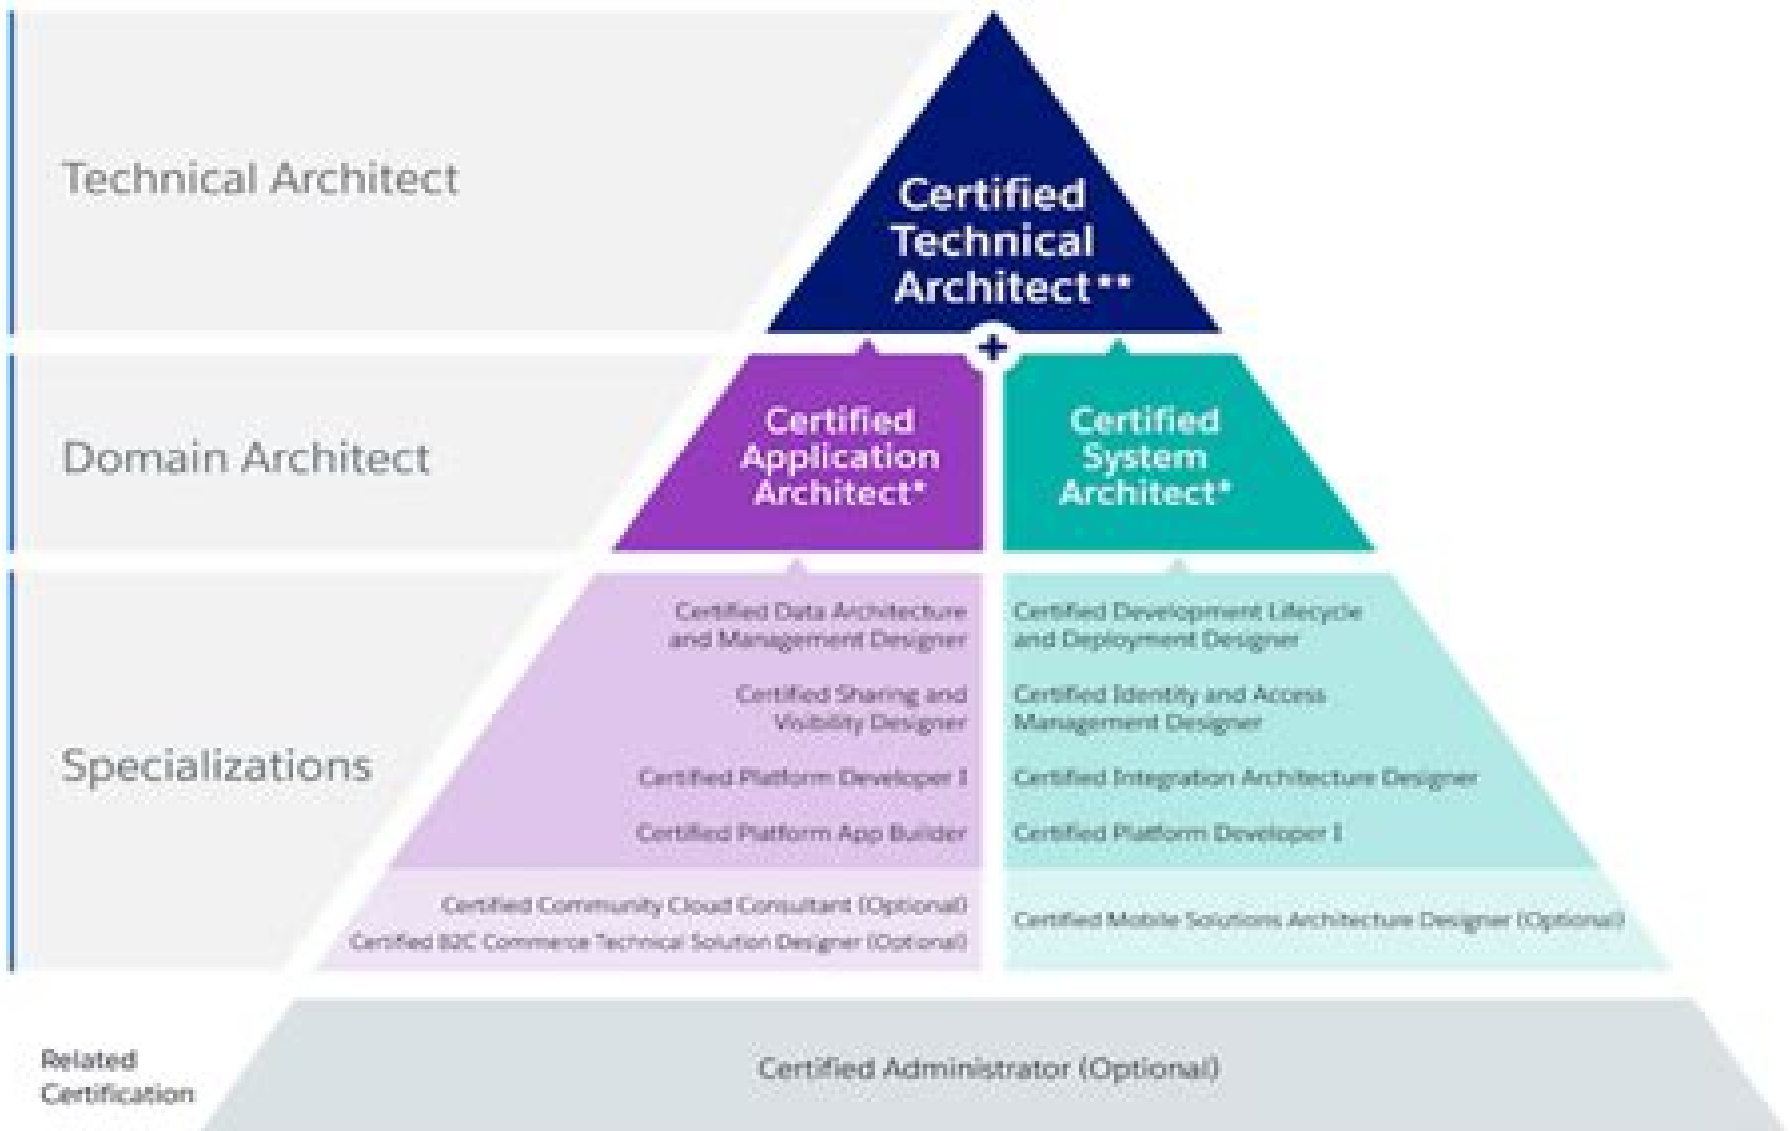 Technical Architect
Certified
Technical
Architect**
+
Domain Architect
Certified
Application
Architect*
Certified
System
Architect*
Specializations
Certified Data Architecture
and Management Designer
Certified Sharing and
Visibility Designer
Certified Platform Developer I
Certified Platform App Builder
Certified Community Cloud Consultant (Optional)
Certified B2C Commerce Technical Solution Designer (Optional)
Certified Development Lifecycle
and Deployment Designer
Certified Identity and Access
Management Designer
Certified Integration Architecture Designer
Certified Platform Developer I
Certified Mobile Solutions Architecture Designer (Optional)
Related
Certification
Certified Administrator (Optional)